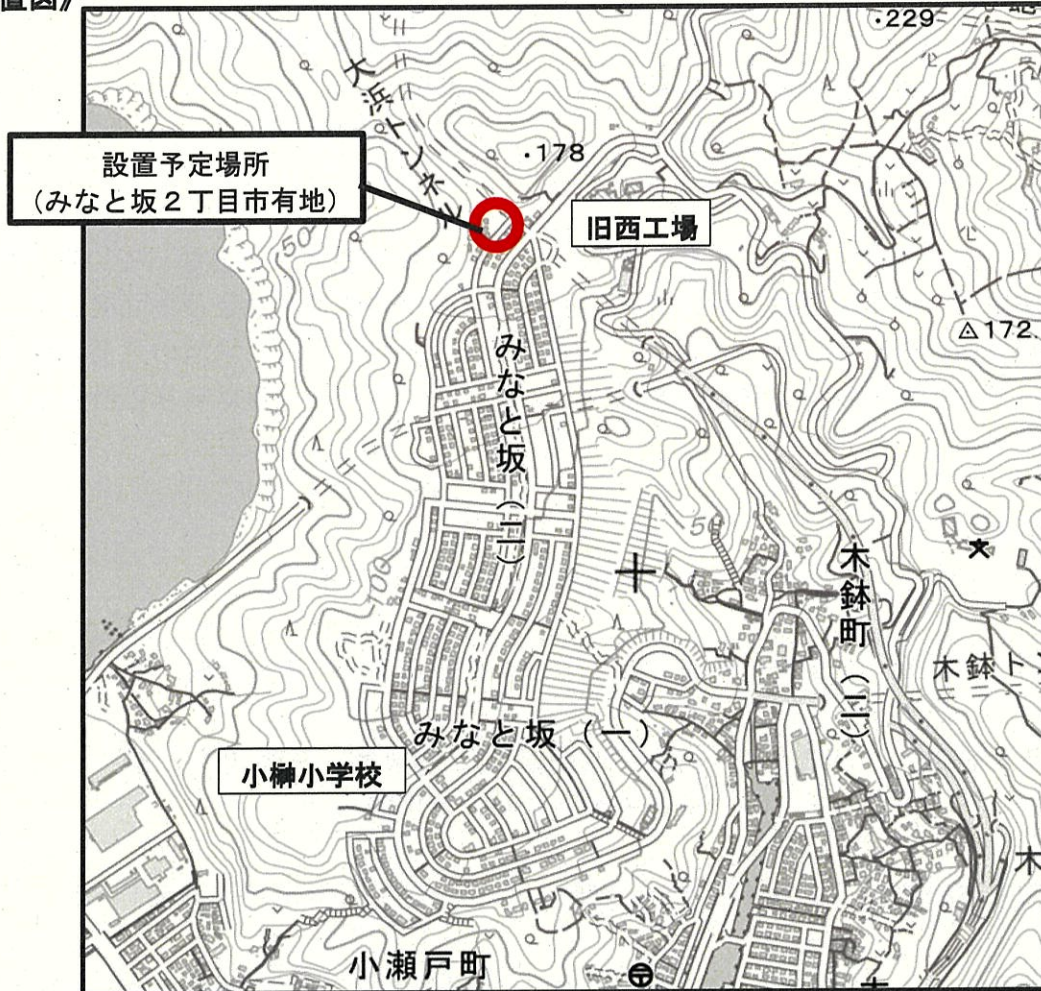 置図》
・229
大浜トンネル
設置予定場所
(みなと坂2丁目市有地)
・178
旧西工場
50
172.
みなと坂(二)
50
00
木鉢町(二)
木鉢ト
みなと坂(一)
小榊小学校
木
小瀬戸町